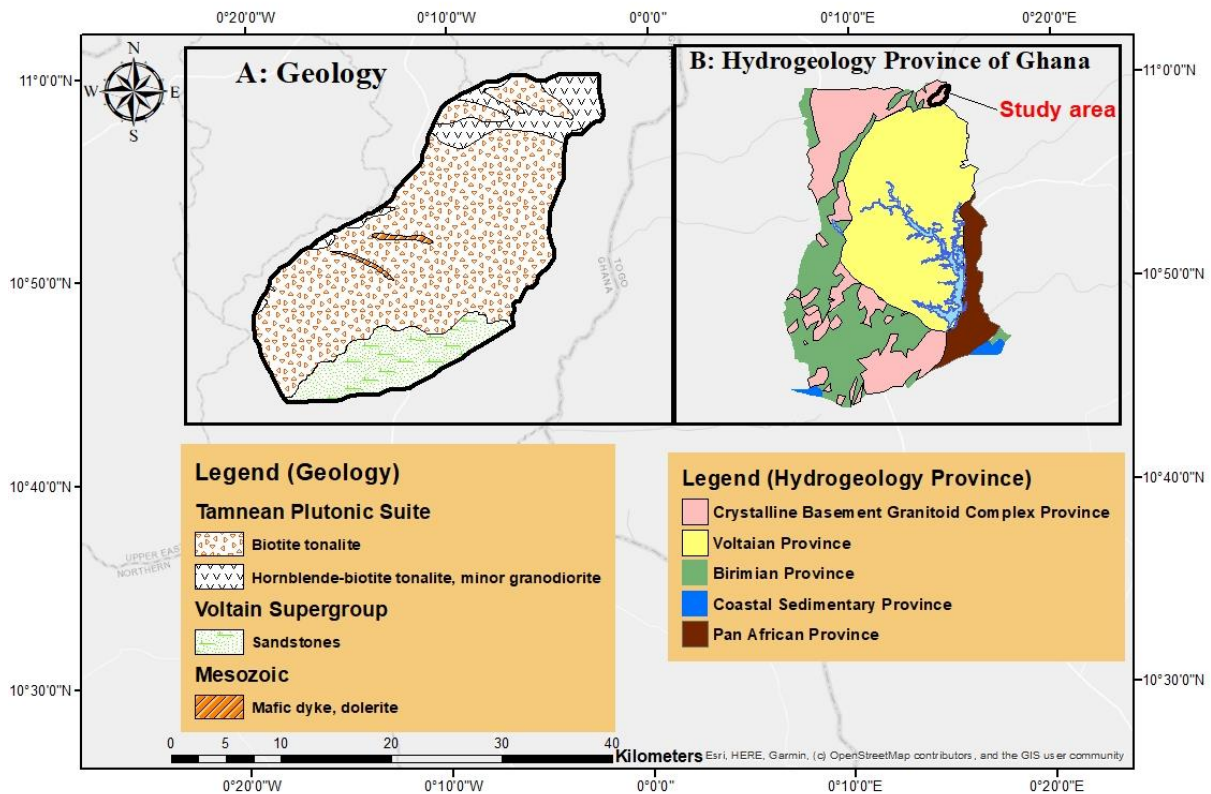 0°20'0"W
0°10'0"W
0°0'0"
0°10'0"E
0°20'0"E
11°0'0"N
11°0'0"N
N
W
E
S
A: Geology
B: Hydrogeology Province of Ghana
Study area
TOGO
GHANA
10°50'0"N
10°50'0"N
10°40'0"N
10°40'0"N
UPPER EAST
NORTHERN
Legend (Geology)
Tamnean Plutonic Suite
Biotite tonalite
Hornblende-biotite tonalite, minor granodiorite
Voltain Supergroup
Sandstones
Mesozoic
Mafic dyke, dolerite
Legend (Hydrogeology Province)
Crystalline Basement Granitoid Complex Province
Voltaian Province
Birimian Province
Coastal Sedimentary Province
Pan African Province
10°30'0"N
10°30'0"N
0 5 10 20 30 40
Kilometers
Esri, HERE, Garmin, (c) OpenStreetMap contributors, and the GIS user community
0°20'0"W
0°10'0"W
0°0'0"
0°10'0"E
0°20'0"E